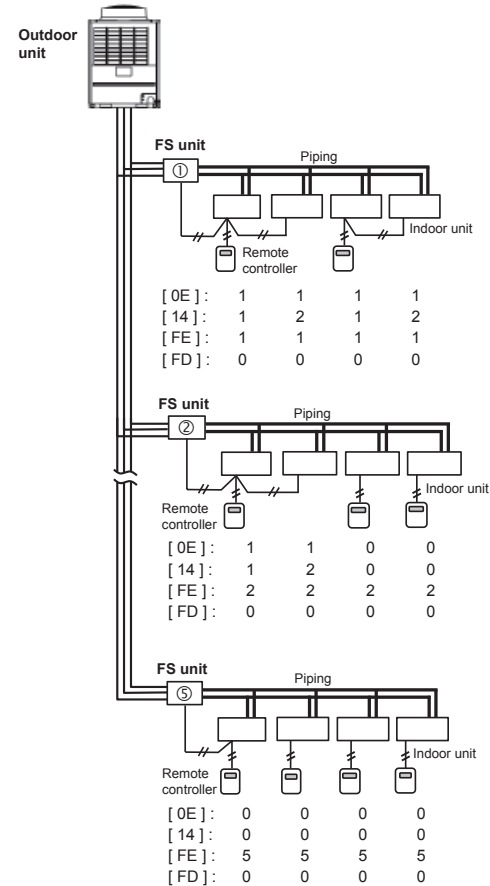 Outdoor
unit
FS unit
①
Piping
Indoor unit
Remote
controller
[ 0E ] : 1 1 1 1
[ 14 ] : 1 2 1 2
[ FE ] : 1 1 1 1
[ FD ] : 0 0 0 0
FS unit
②
Piping
Indoor unit
Remote
controller
[ 0E ] : 1 1 0 0
[ 14 ] : 1 2 0 0
[ FE ] : 2 2 2 2
[ FD ] : 0 0 0 0
FS unit
⑤
Piping
Indoor unit
Remote
controller
[ 0E ] : 0 0 0 0
[ 14 ] : 0 0 0 0
[ FE ] : 5 5 5 5
[ FD ] : 0 0 0 0